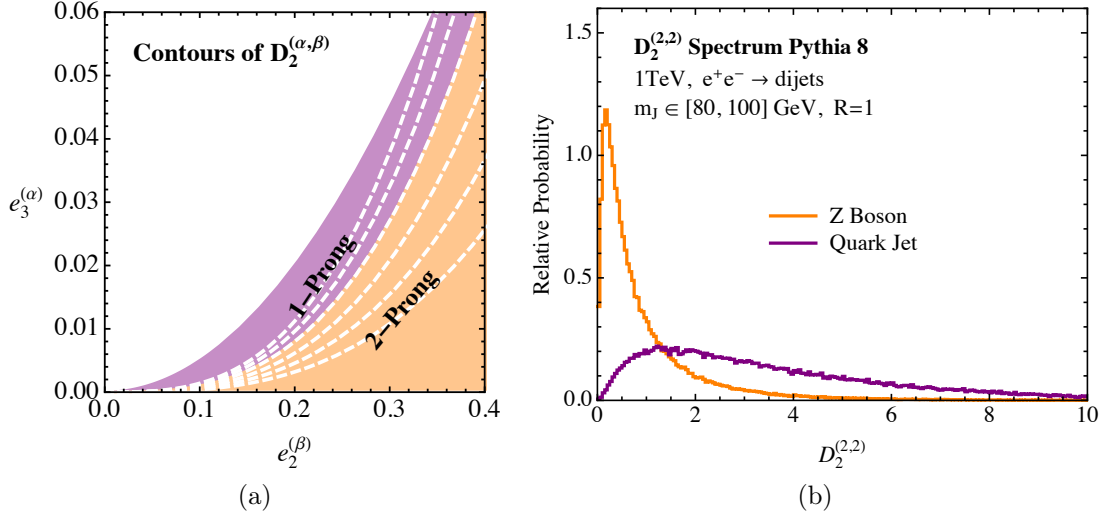 Contours of D₂^(α,β)
0.06
0.05
0.04
0.03
0.02
0.01
0.00
e₃^(α)
1−Prong
2−Prong
0.0
0.1
0.2
0.3
0.4
e₂^(β)
(a)
1.5
1.0
0.5
0.0
Relative Probability
D₂^(2,2) Spectrum Pythia 8
1TeV, e⁺e⁻ → dijets
m_J ∈ [80, 100] GeV, R=1
Z Boson
Quark Jet
0
2
4
6
8
10
D₂^(2,2)
(b)